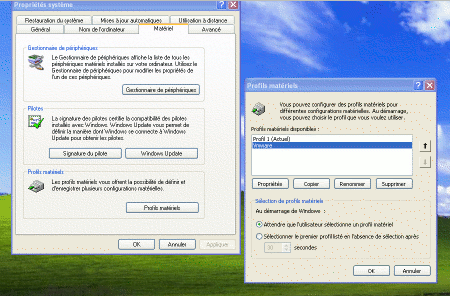 Propriétés système
Restauration du système
Mises à jour automatiques
Utilisation à distance
Général
Nom de l'ordinateur
Matériel
Avancé
Gestionnaire de périphériques
Le Gestionnaire de périphériques affiche la liste de tous les
périphériques matériels installés sur votre ordinateur. Utilisez le
Gestionnaire de périphériques pour modifier les propriétés de
l'un de ces périphériques.
Gestionnaire de périphériques
Pilotes
La signature des pilotes certifie la compatibilité des pilotes
installés avec Windows. Windows Update vous permet de
définir la manière dont Windows se connecte à Windows
Update pour obtenir les pilotes.
Signature du pilote
Windows Update
Profils matériels
Les profils matériels vous offrent la possibilité de définir et
d'enregistrer plusieurs configurations matérielles.
Profils matériels
OK
Annuler
Appliquer
Profils matériels
Vous pouvez configurer des profils matériels pour
différentes configurations matérielles. Au démarrage,
vous pouvez choisir le profil que vous voulez utiliser.
Profils matériels disponibles :
Profil 1 (Actuel)
Vmware
Propriétés
Copier
Renommer
Supprimer
Sélection de profils matériels
Au démarrage de Windows :
Attendre que l'utilisateur sélectionne un profil matériel
Sélectionner le premier profil listé en l'absence de sélection après
30
secondes
OK
Annuler